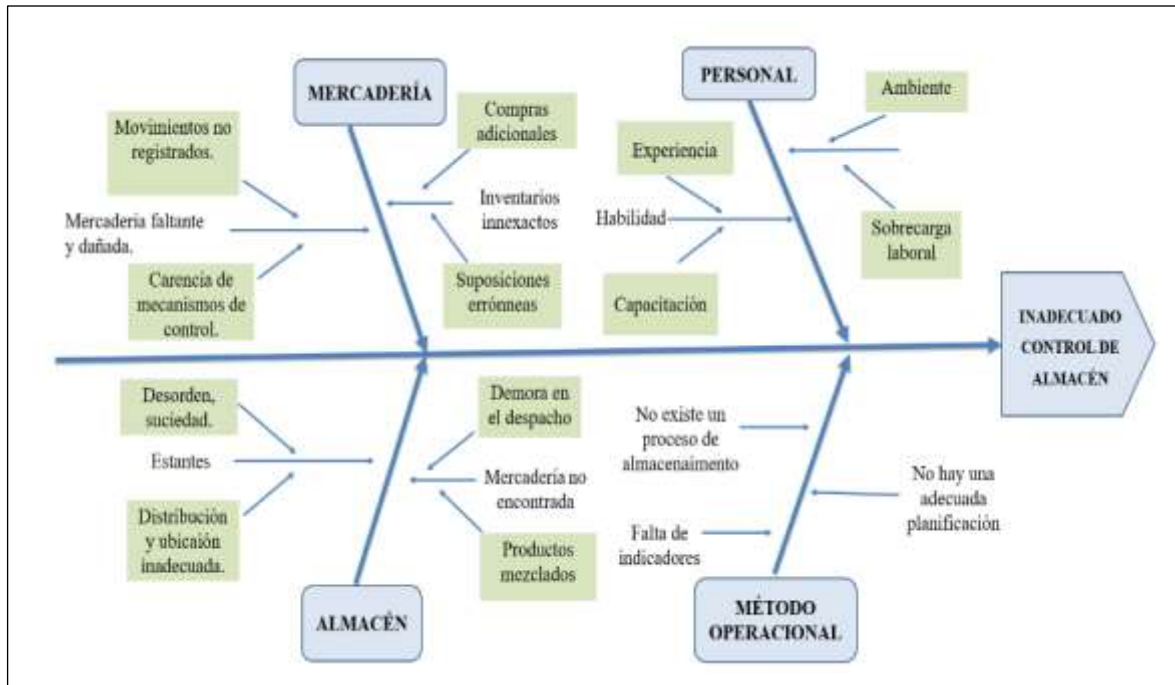 MERCADERÍA
PERSONAL
Movimientos no
registrados.
Compras
adicionales
Mercaderia faltante
y dañada.
Inventarios
innexactos
Carencia de
mecanismos de
control.
Suposiciones
errónneas
Experiencia
Ambiente
Habilidad
Sobrecarga
laboral
Capacitación
INADECUADO
CONTROL DE
ALMACÉN
Desorden,
suciedad.
Estantes
Distribución
y ubicaión
inadecuada.
Demora en
el despacho
Mercadería no
encontrada
Productos
mezclados
No existe un
proceso de
almacenaimento
No hay una
adecuada
planificación
Falta de
indicadores
ALMACÉN
MÉTODO
OPERACIONAL